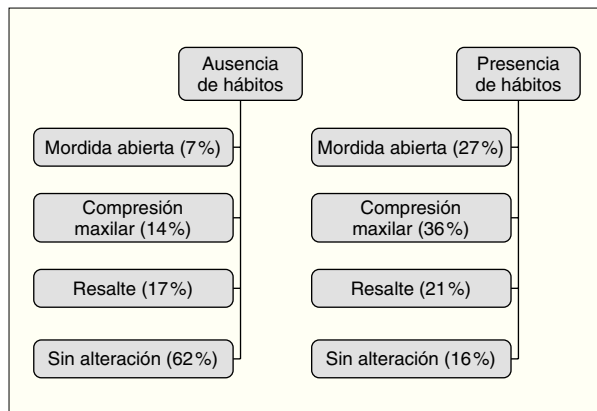 Ausencia
de hábitos
Mordida abierta (7%)
Compresión
maxilar (14%)
Resalte (17%)
Sin alteración (62%)
Presencia
de hábitos
Mordida abierta (27%)
Compresión
maxilar (36%)
Resalte (21%)
Sin alteración (16%)